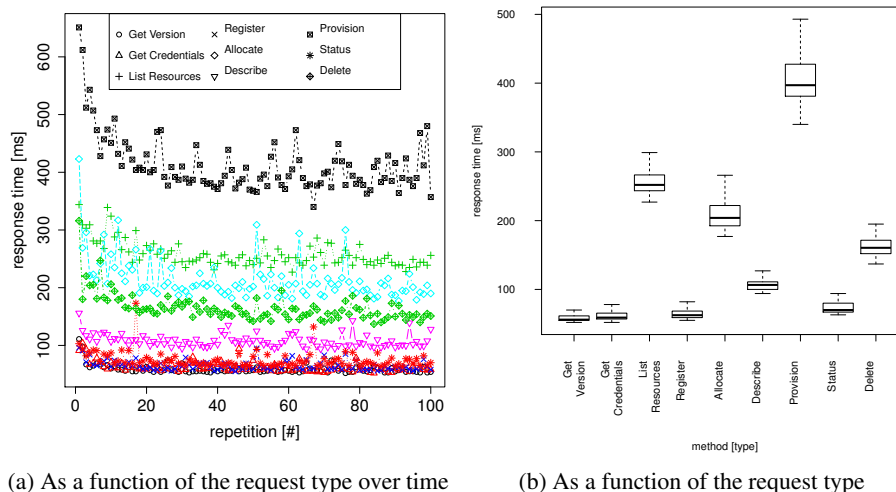 Get Version
Get Credentials
List Resources
Register
Allocate
Describe
Provision
Status
Delete
response time [ms]
600
500
400
300
200
100
0
20
40
60
80
100
repetition [#]
(a) As a function of the request type over time
response time [ms]
500
400
300
200
100
Get
Version
Get
Credentials
List
Resources
Register
Allocate
Describe
Provision
Status
Delete
method [type]
(b) As a function of the request type